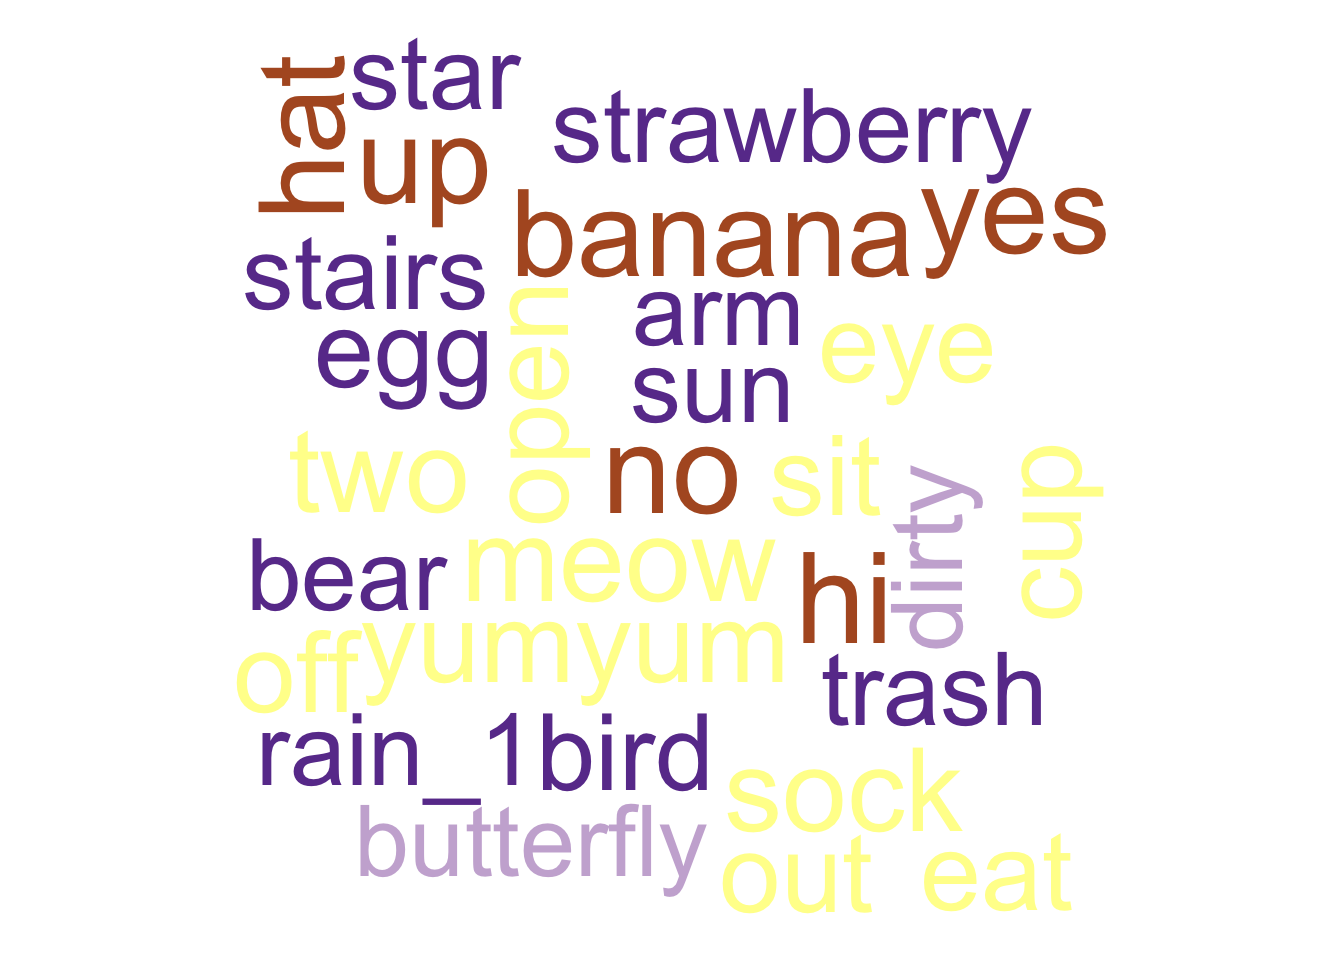 hat
star
up
strawberry
banana
yes
stairs
egg
open
arm
eye
sun
two
no
sit
dirty
cup
bear
meow
hi
off
yumyum
trash
rain_1
bird
sock
butterfly
out
eat